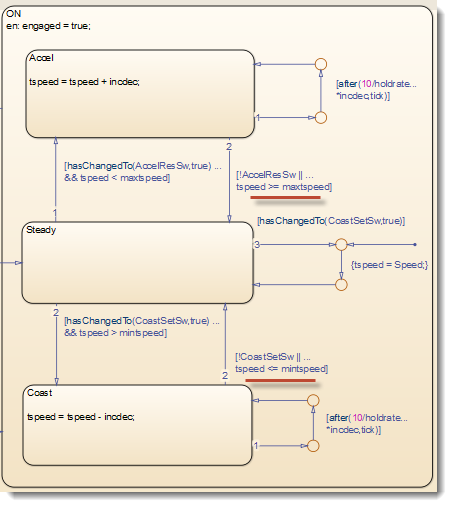 ON
en: engaged = true;
Accel
tspeed = tspeed + incdec;
[after(10/holdrate...
*incdec,tick)]
1
2
[hasChangedTo(AccelResSw,true) ...
&& tspeed < maxtspeed]
[!AccelResSw || ...
tspeed >= maxtspeed]
1
[hasChangedTo(CoastSetSw,true)]
Steady
3
{tspeed = Speed;}
2
[hasChangedTo(CoastSetSw,true) ...
&& tspeed > mintspeed]
[!CoastSetSw || ...
tspeed <= mintspeed]
2
Coast
tspeed = tspeed - incdec;
[after( 10/holdrate...
*incdec,tick)]
1